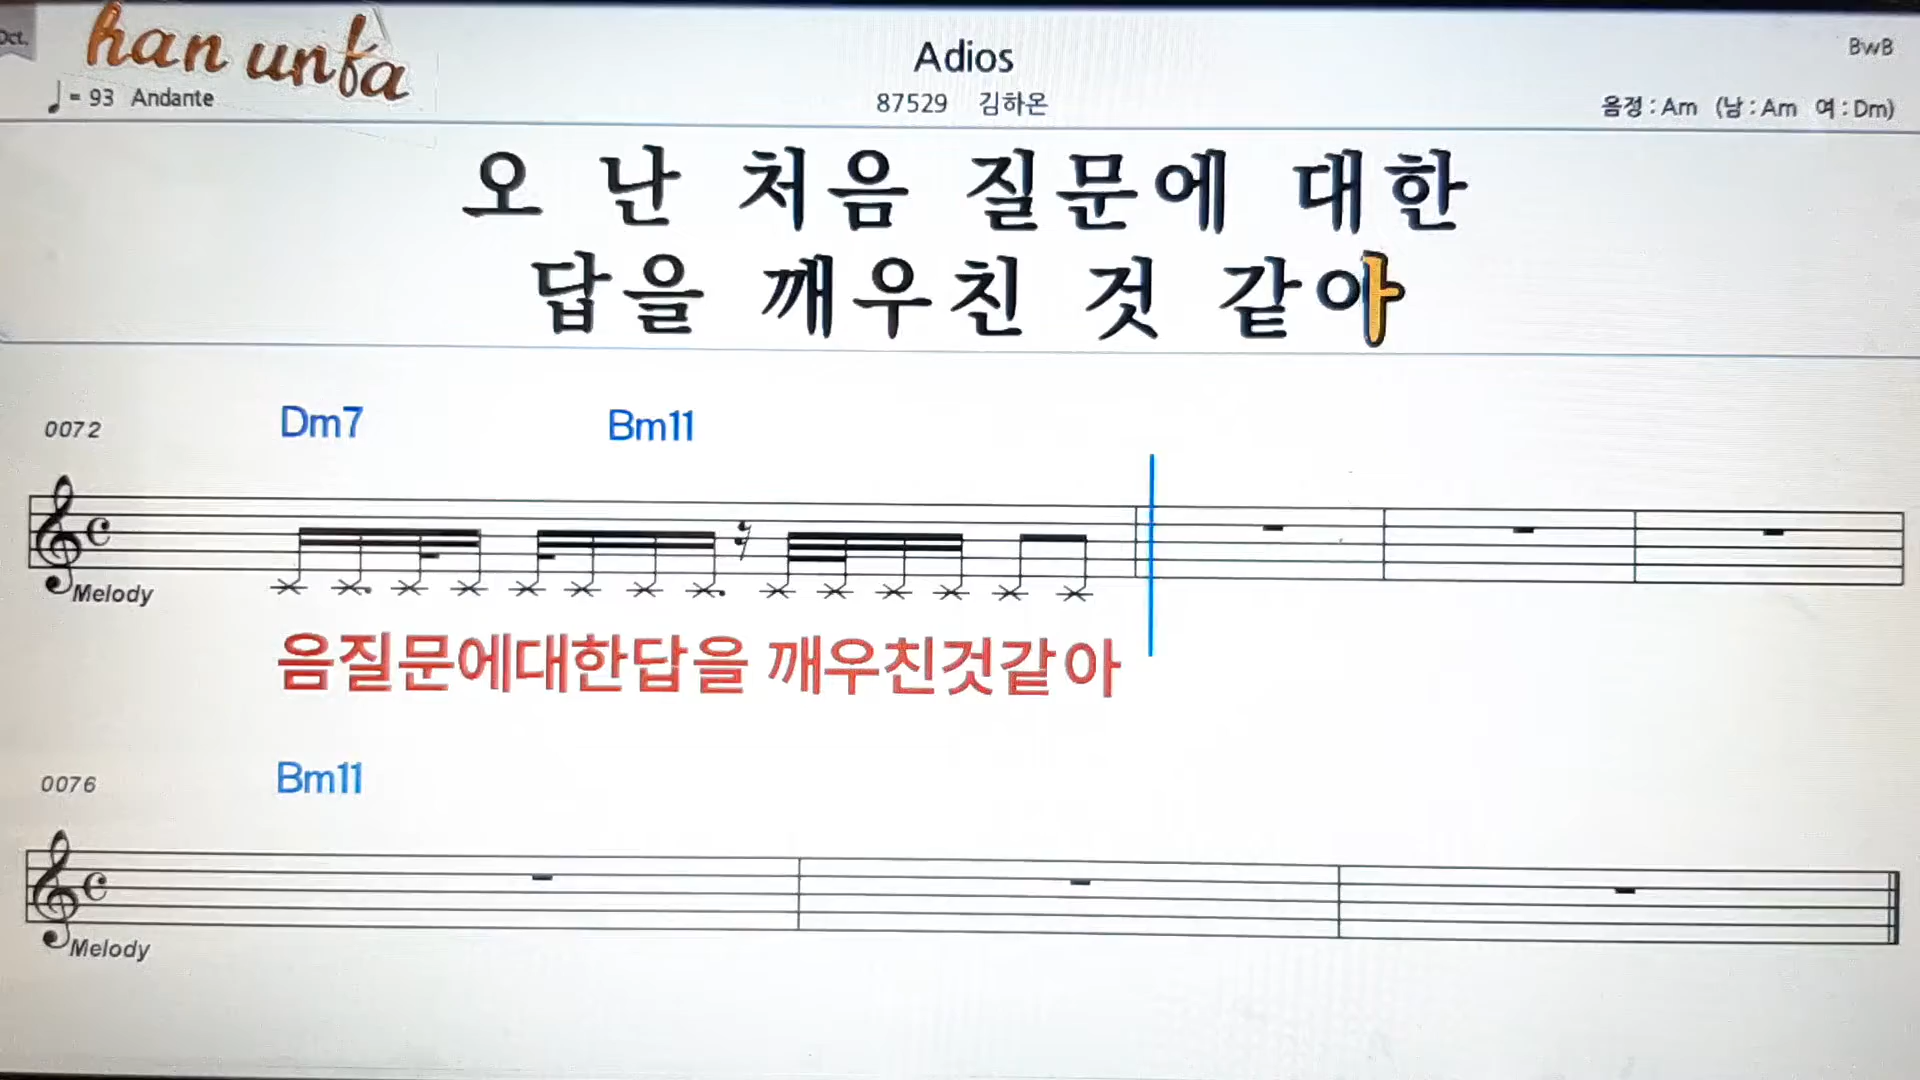 Oct.
han unfa
= 93 Andante
Adios
87529 김하온
BwB
음정 : Am (남 : Am 여 : Dm)
오 난 처음 질문에 대한
답을 깨우친 것 같아
0072
Dm7 Bm11
Melody
음질문에대한답을 깨우친것같아
0076
Bm11
Melody